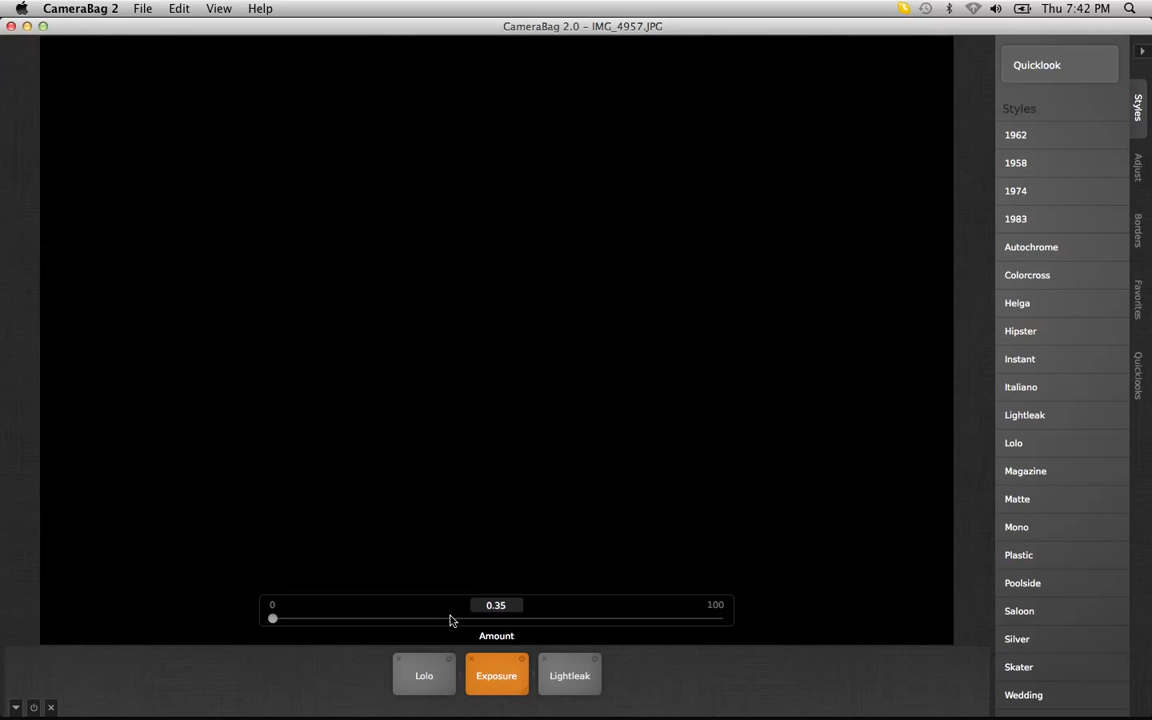 CameraBag 2 File Edit View Help Thu 7:42 PM
CameraBag 2.0 - IMG_4957.JPG
Quicklook
Styles
1962
1958
1974
1983
Autochrome
Colorcross
Helga
Hipster
Instant
Italiano
Lightleak
Lolo
Magazine
Matte
Mono
Plastic
Poolside
Saloon
Silver
Skater
Wedding
Styles
Adjust
Borders
Favorites
Quicklooks
0 0.35 100
Amount
Lolo Exposure Lightleak